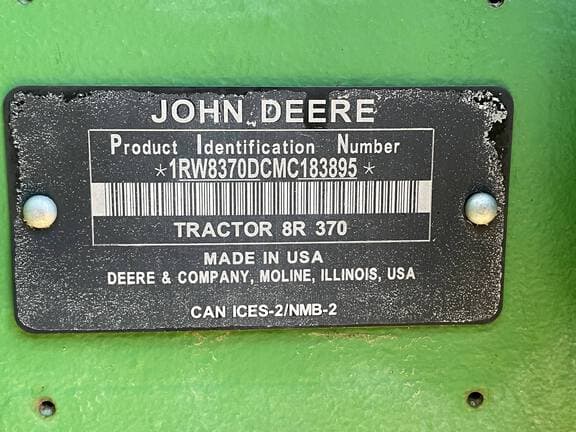 JOHN DEERE
Product Identification Number
*1RW8370DCMC183895*
TRACTOR 8R 370
MADE IN USA
DEERE & COMPANY, MOLINE, ILLINOIS, USA
CAN ICES-2/NMB-2